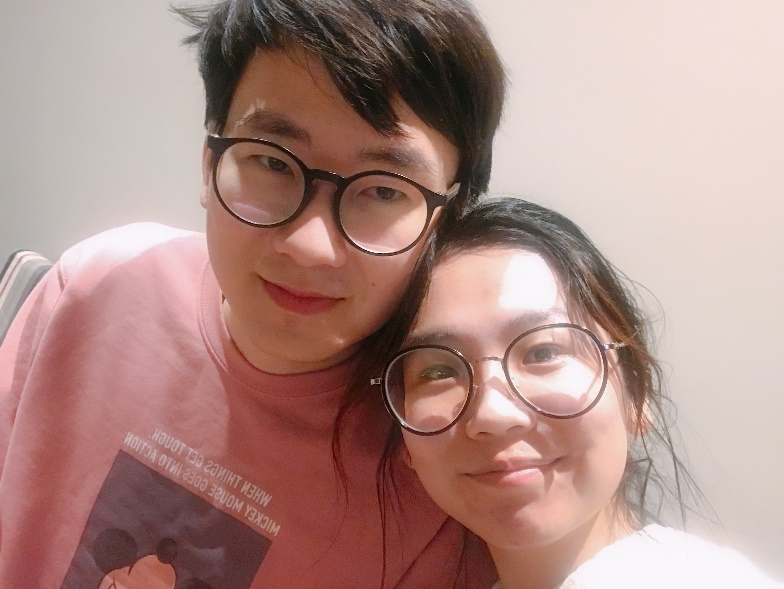 WHEN THINGS GET TOUGH,
MICKEY MOUSE GOES INTO ACTION